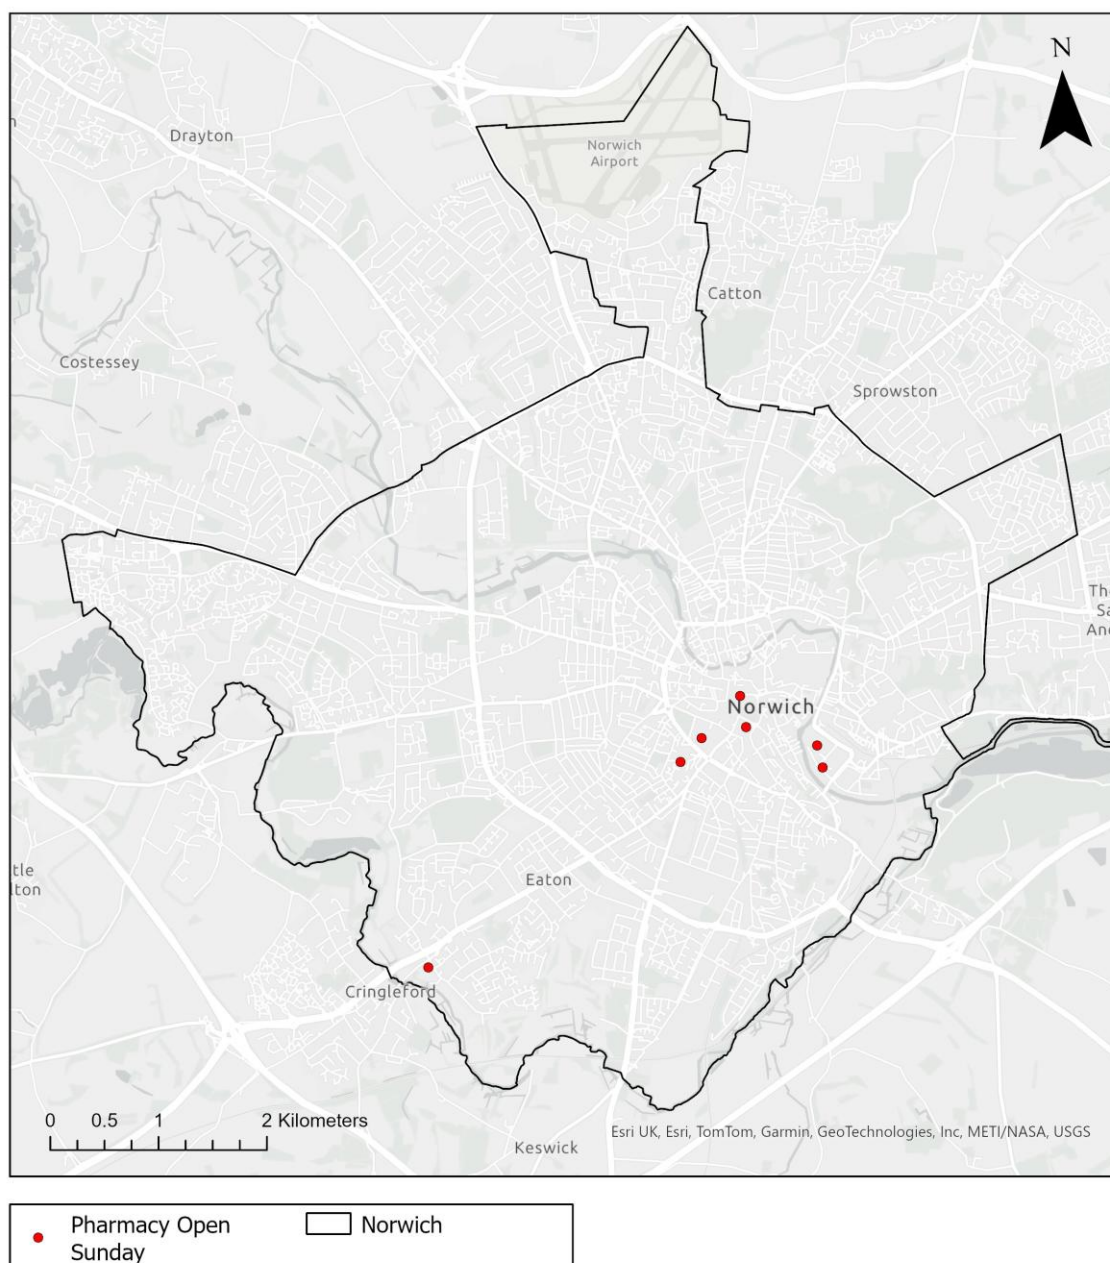 N
Drayton
Norwich
Airport
Catton
Costessey
Sprowston
Norwich
Eaton
Cringleford
0 0.5 1 2 Kilometers
Esri UK, Esri, TomTom, Garmin, GeoTechnologies, Inc, METI/NASA, USGS
Keswick
Pharmacy Open
Sunday
Norwich